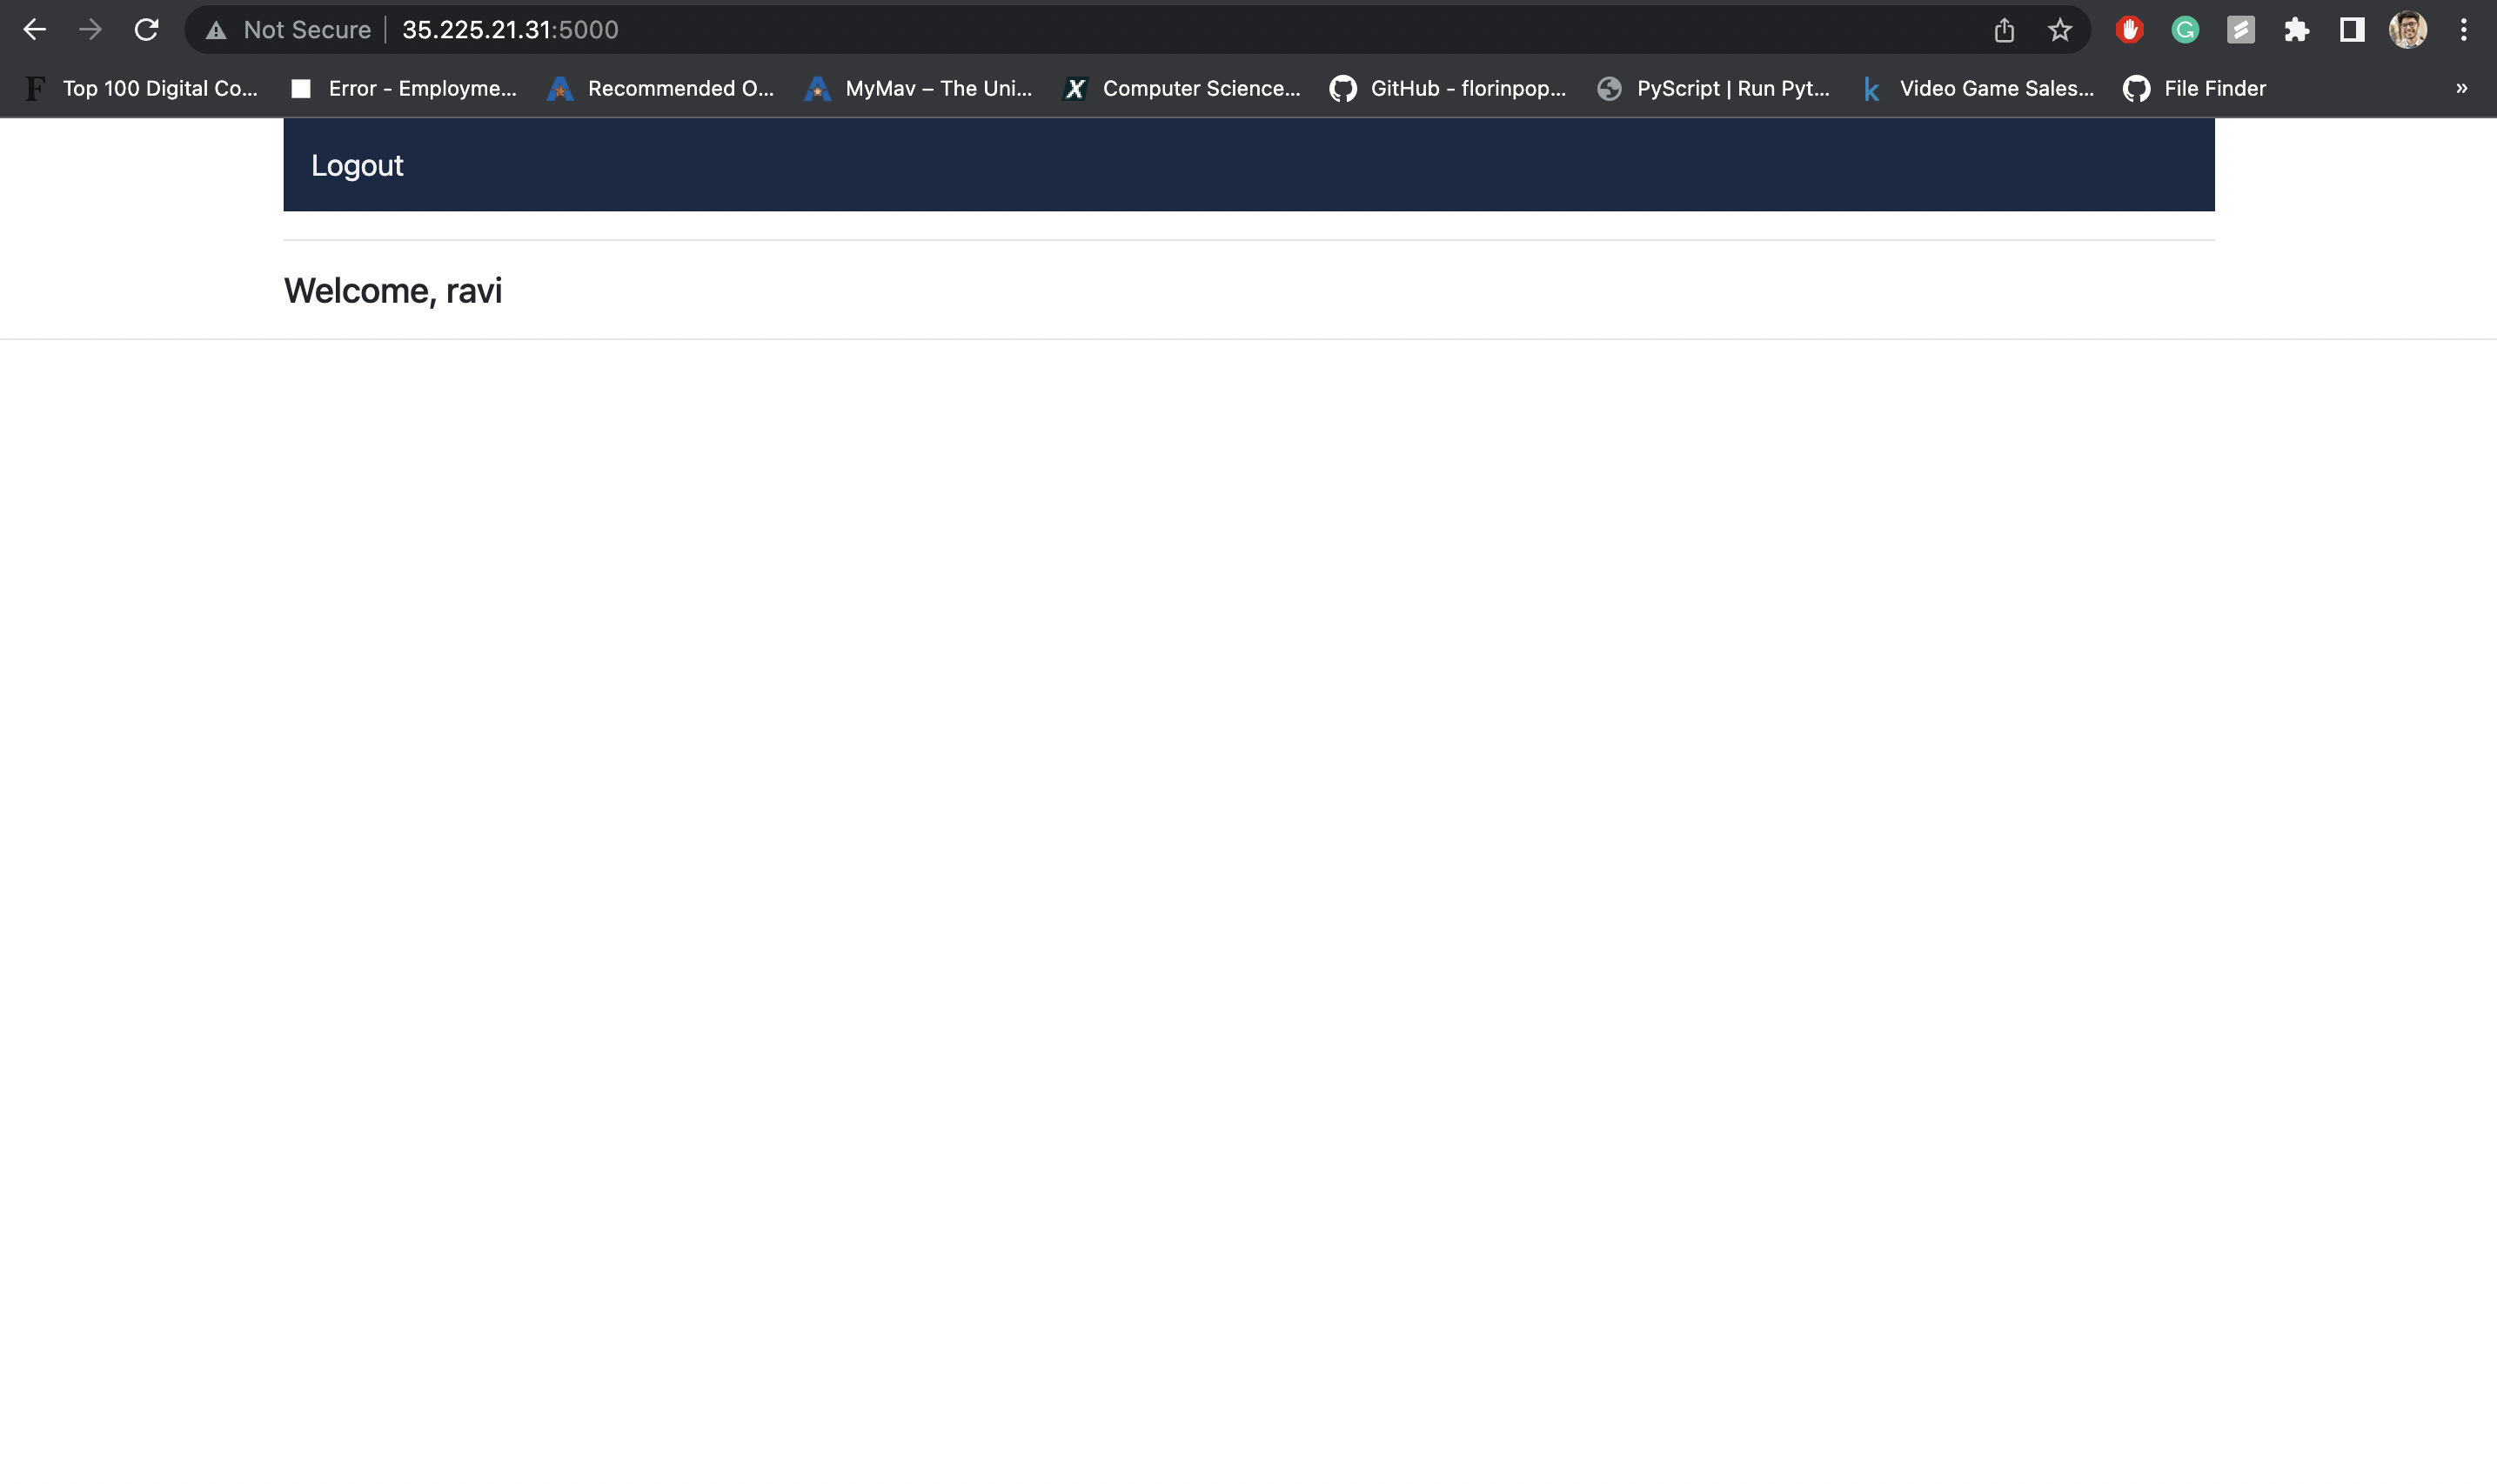 Not Secure | 35.225.21.31:5000
F Top 100 Digital Co... Error - Employme... Recommended O... MyMav – The Uni... X Computer Science... GitHub - florinpop... PyScript | Run Pyt... k Video Game Sales... File Finder »
Logout
Welcome, ravi